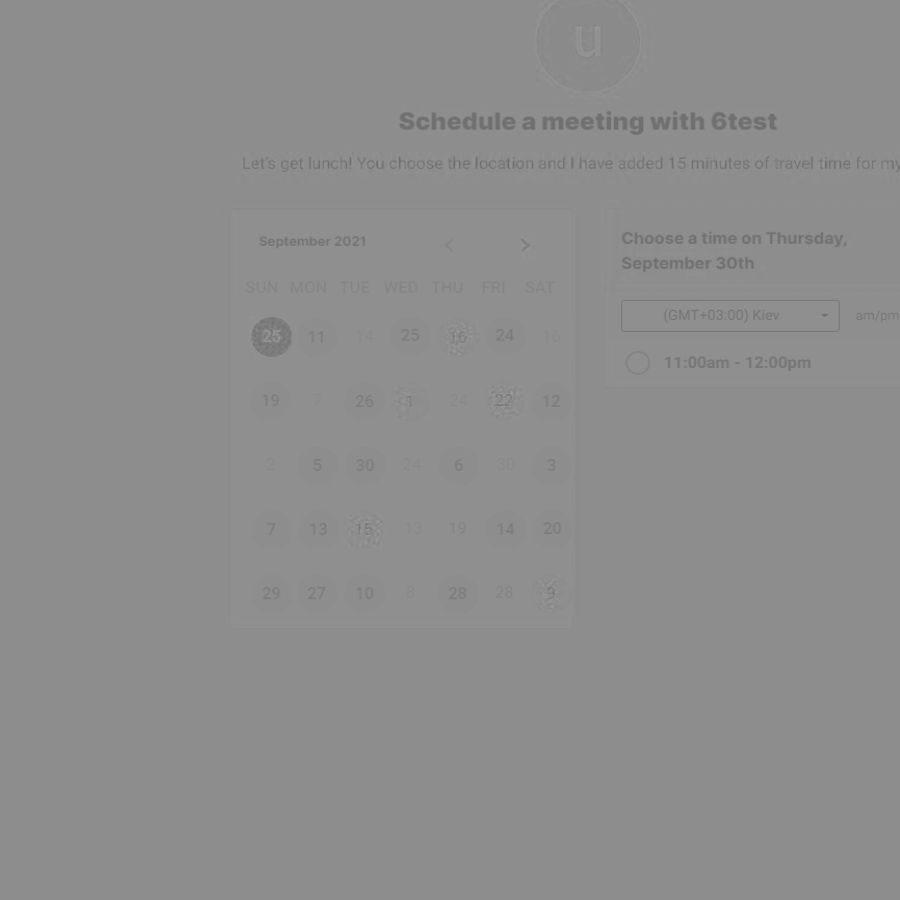 u
Schedule a meeting with 6test
Let's get lunch! You choose the location and I have added 15 minutes of travel time for my
September 2021
SUN MON TUE WED THU FRI SAT
25 11 14 25 16 24 16
19 7 26 1 24 22 12
2 5 30 24 6 30 3
7 13 15 13 19 14 20
29 27 10 8 28 28 9
Choose a time on Thursday,
September 30th
(GMT+03:00) Kiev am/pm
11:00am - 12:00pm